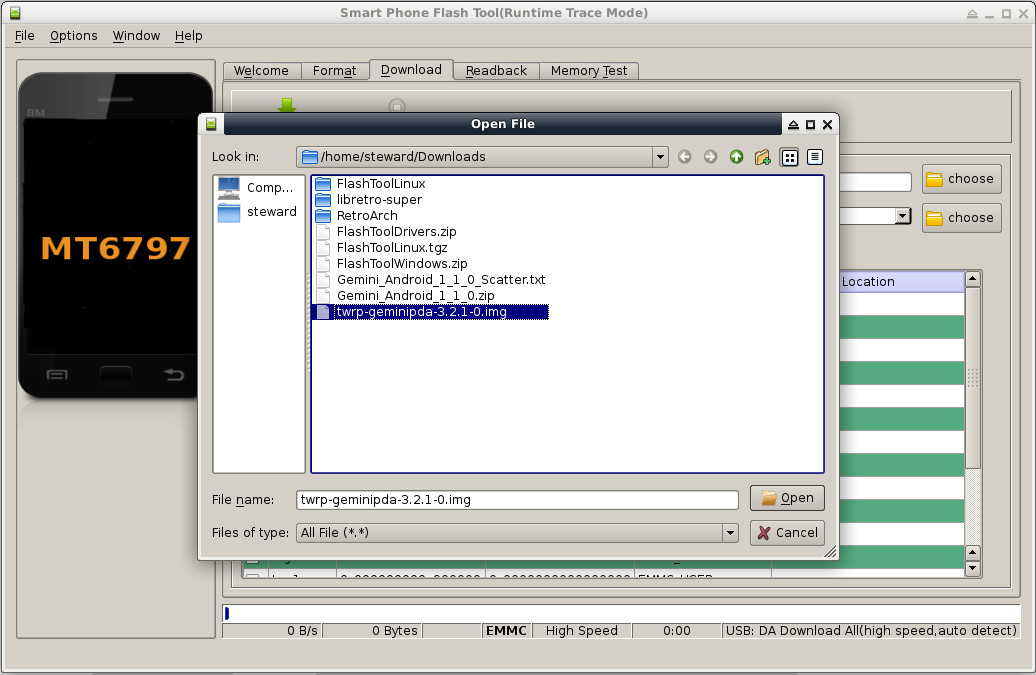 Smart Phone Flash Tool(Runtime Trace Mode)
File Options Window Help
Welcome Format Download Readback Memory Test
BM
MT6797
Open File
Look in: /home/steward/Downloads
Comp...
steward
FlashToolLinux
libretro-super
RetroArch
FlashToolDrivers.zip
FlashToolLinux.tgz
FlashToolWindows.zip
Gemini_Android_1_1_0_Scatter.txt
Gemini_Android_1_1_0.zip
twrp-geminipda-3.2.1-0.img
choose
choose
Location
File name: twrp-geminipda-3.2.1-0.img Open
Files of type: All File (*.*) Cancel
0 B/s 0 Bytes EMMC High Speed 0:00 USB: DA Download All(high speed,auto detect)